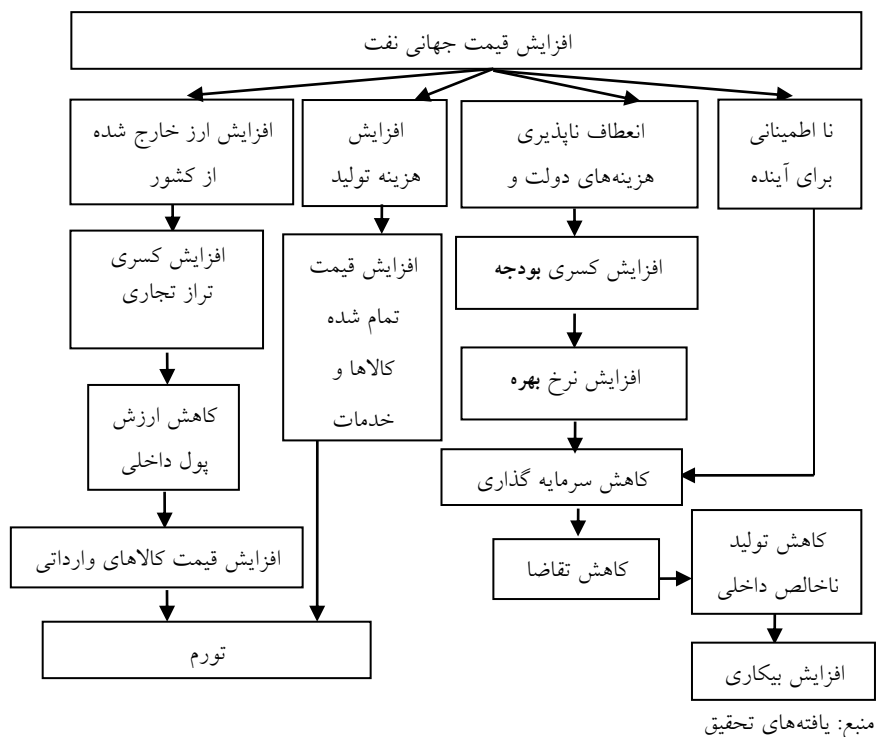 افزایش قیمت جهانی نفت
نا اطمینانی
برای آینده
انعطاف ناپذیری
هزینه‌های دولت و
افزایش
هزینه تولید
افزایش ارز خارج شده
از کشور
افزایش کسری بودجه
افزایش قیمت
تمام شده
کالاها و
خدمات
افزایش کسری
تراز تجاری
افزایش نرخ بهره
کاهش ارزش
پول داخلی
کاهش سرمایه گذاری
افزایش قیمت کالاهای وارداتی
کاهش تقاضا
کاهش تولید
ناخالص داخلی
تورم
افزایش بیکاری
منبع: یافته‌های تحقیق